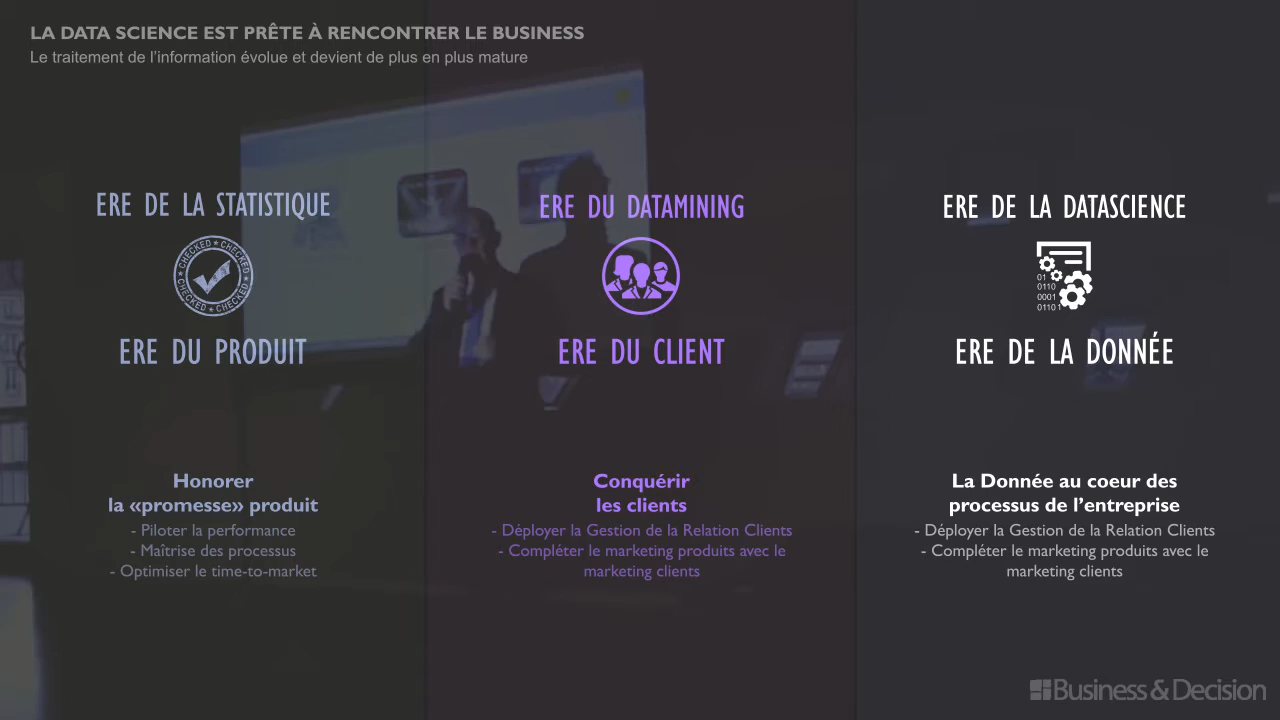 LA DATA SCIENCE EST PRÊTE À RENCONTRER LE BUSINESS
Le traitement de l'information évolue et devient de plus en plus mature
ERE DE LA STATISTIQUE
CHECKED ★ CHECKED ★ CHECKED ★ CHECKED ★
ERE DU PRODUIT
Honorer
la «promesse» produit
- Piloter la performance
- Maîtrise des processus
- Optimiser le time-to-market
ERE DU DATAMINING
ERE DU CLIENT
Conquérir
les clients
- Déployer la Gestion de la Relation Clients
- Compléter le marketing produits avec le
marketing clients
ERE DE LA DATASCIENCE
01
0110
0001
0110 1
ERE DE LA DONNÉE
La Donnée au coeur des
processus de l'entreprise
- Déployer la Gestion de la Relation Clients
- Compléter le marketing produits avec le
marketing clients
Business & Decision